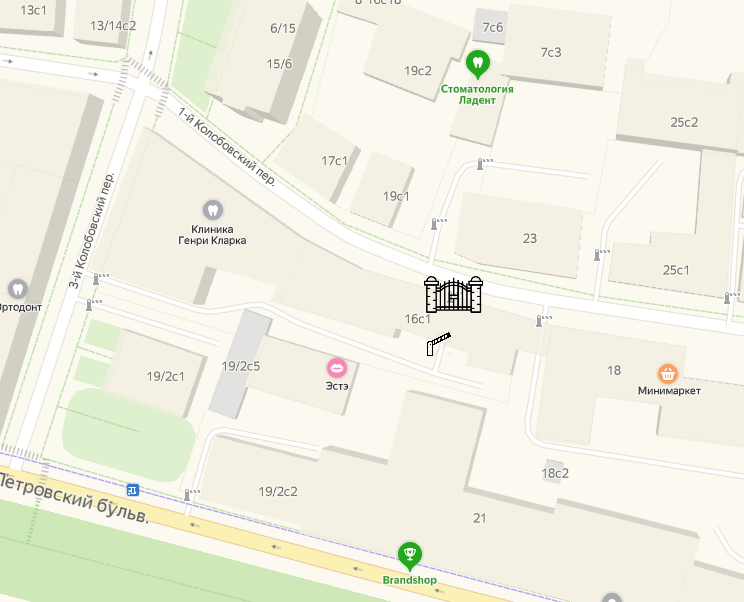 13с1
13/14с2
8-16с18
6/15
7с6
7с3
15/6
19с2
Стоматология
Ладент
25с2
1-й Колобовский пер.
17с1
19с1
3-й Колобовский пер.
Клиника
Генри Кларка
23
25с1
16с1
19/2с5
Эстэ
19/2с1
18
Минимаркет
18с2
19/2с2
21
Петровский бульв.
Brandshop